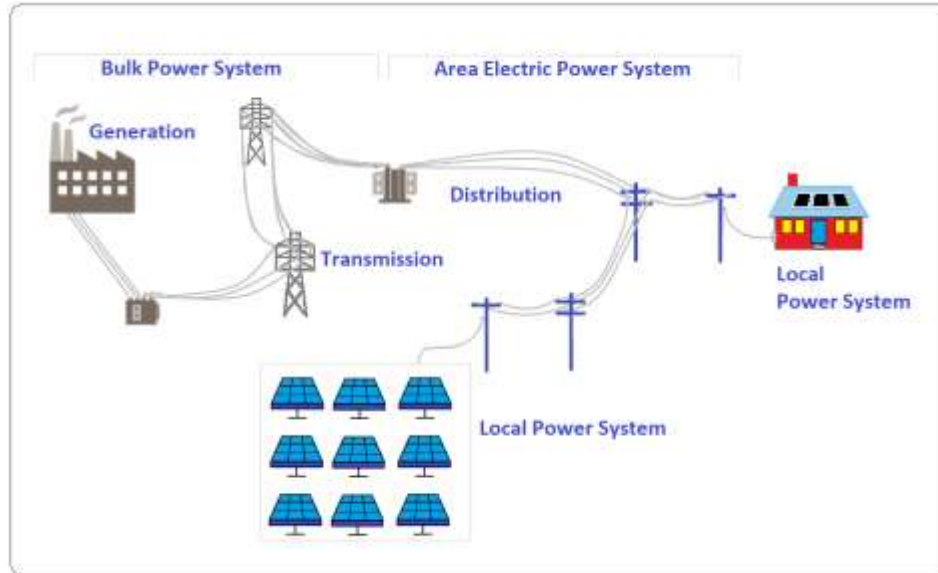 Bulk Power System
Area Electric Power System
Generation
Distribution
Transmission
Local
Power System
Local Power System